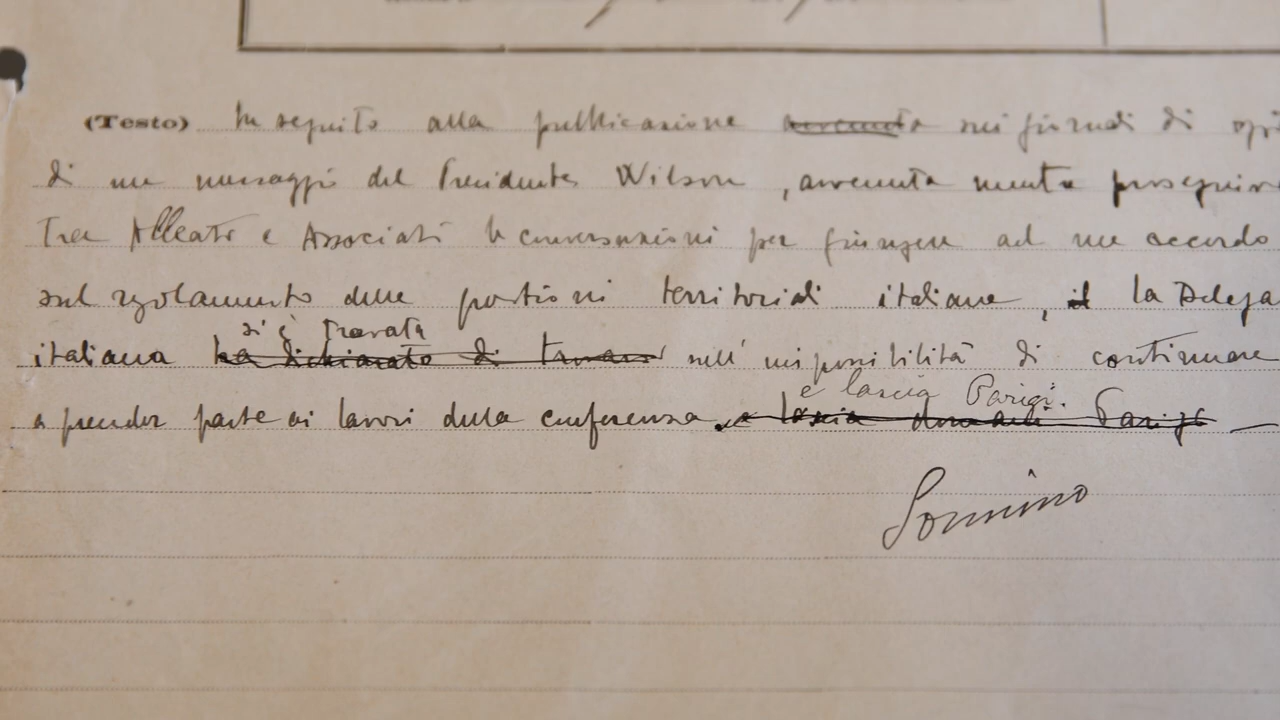 (Testo) In seguito alla pubblicazione avvenuta nei giornali di
di un messaggio del Presidente Wilson, avvenuta mentre
tra Alleati e Associati le conversazioni per giungere ad un accordo
sul regolamento delle questioni territoriali italiane, il la Delega
italiana ha dichiarato di trovarsi nell'impossibilità di continuare
si è trovata
a prender parte ai lavori della conferenza e lascia domani Parigi
e lascia Parigi.
Sonnino